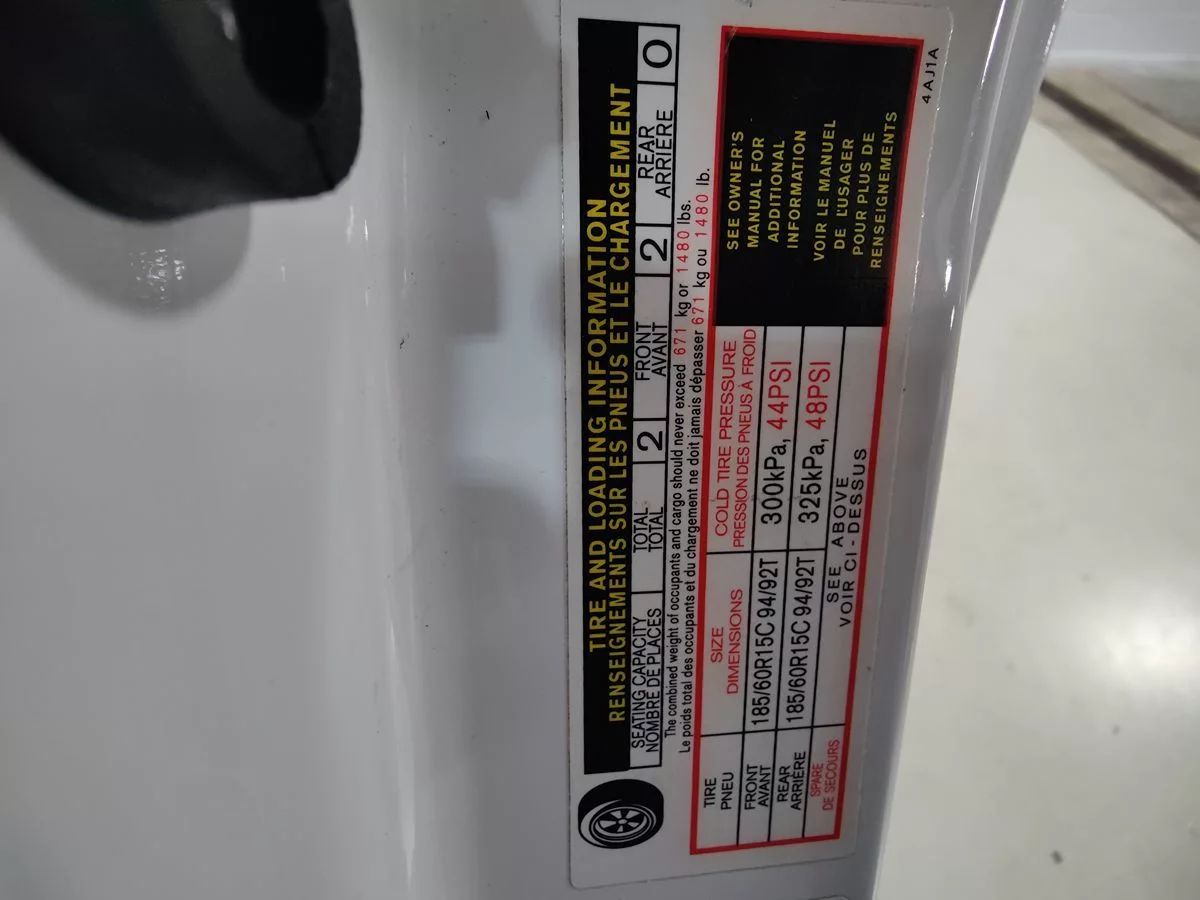 TIRE AND LOADING INFORMATION
RENSEIGNEMENTS SUR LES PNEUS ET LE CHARGEMENT
SEATING CAPACITY TOTAL 2 FRONT 2 REAR 0
NOMBRE DE PLACES TOTAL AVANT ARRIÈRE
The combined weight of occupants and cargo should never exceed 671 kg or 1480 lbs.
Le poids total des occupants et du chargement ne doit jamais dépasser 671 kg ou 1480 lb.
TIRE SIZE COLD TIRE PRESSURE
PNEU DIMENSIONS PRESSION DES PNEUS À FROID
FRONT 185/60R15C 94/92T 300kPa, 44PSI
AVANT
REAR 185/60R15C 94/92T 325kPa, 48PSI
ARRIÈRE
SPARE SEE ABOVE
DE SECOURS VOIR CI-DESSUS
SEE OWNER'S
MANUAL FOR
ADDITIONAL
INFORMATION
VOIR LE MANUEL
DE L'USAGER
POUR PLUS DE
RENSEIGNEMENTS
4AJ1A